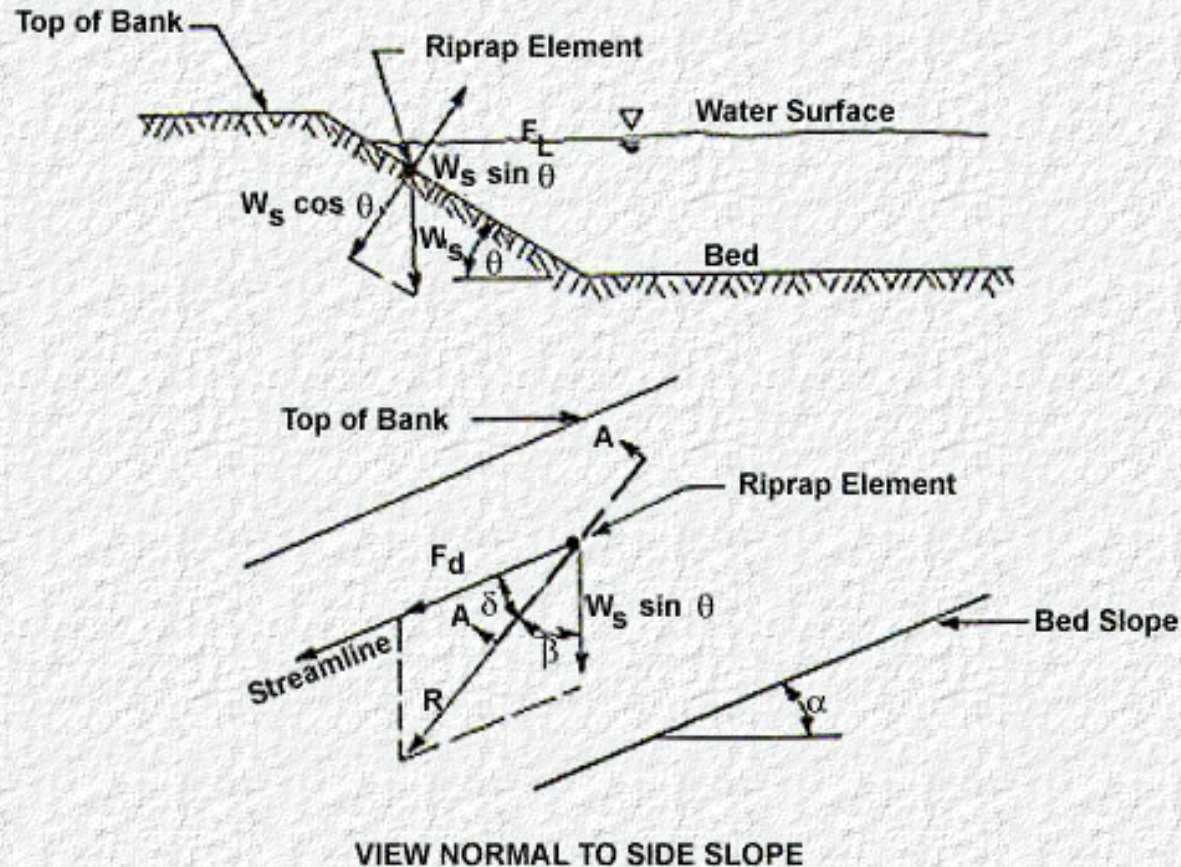 Top of Bank
Riprap Element
Water Surface
F_L
W_s sin θ
W_s cos θ
W_s
θ
Bed
Top of Bank
A
Riprap Element
F_d
δ
W_s sin θ
A
β
Bed Slope
Streamline
R
α
VIEW NORMAL TO SIDE SLOPE